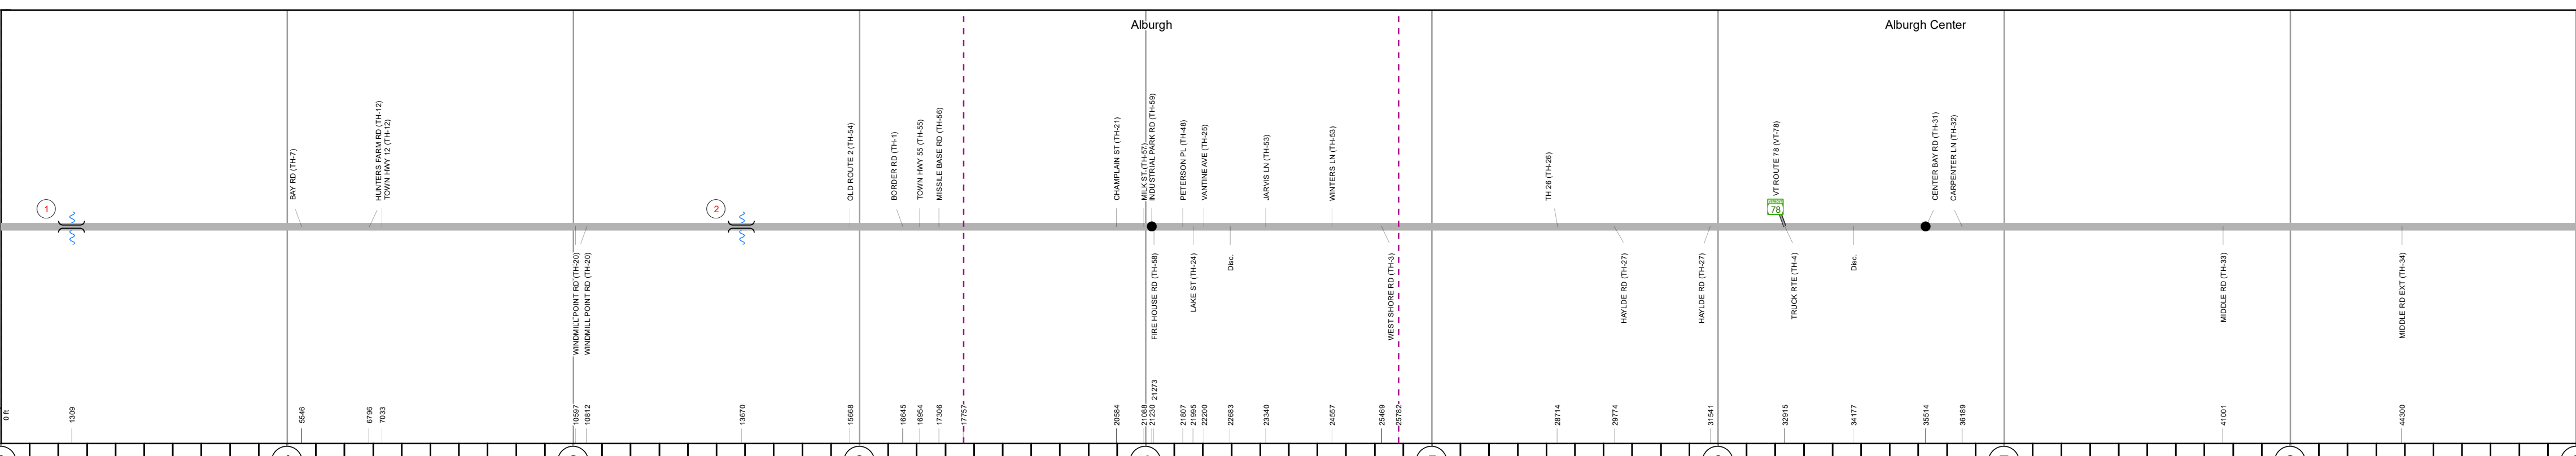 Alburgh
Alburgh Center
BAY RD (TH-7)
HUNTERS FARM RD (TH-12)
TOWN HWY 12 (TH-12)
OLD ROUTE 2 (TH-54)
BORDER RD (TH-1)
TOWN HWY 55 (TH-55)
MISSILE BASE RD (TH-56)
CHAMPLAIN ST (TH-21)
MILK ST. (TH-57)
INDUSTRIAL PARK RD (TH-59)
PETERSON PL (TH-48)
VANTINE AVE (TH-25)
JARVIS LN (TH-53)
WINTERS LN (TH-53)
TH 26 (TH-26)
VT ROUTE 78 (VT-78)
CENTER BAY RD (TH-31)
CARPENTER LN (TH-32)
1
2
78
WINDMILL POINT RD (TH-20)
WINDMILL POINT RD (TH-20)
FIRE HOUSE RD (TH-58)
LAKE ST (TH-24)
Disc.
WEST SHORE RD (TH-3)
HAYLDE RD (TH-27)
HAYLDE RD (TH-27)
TRUCK RTE (TH-4)
Disc.
MIDDLE RD (TH-33)
MIDDLE RD EXT (TH-34)
0 ft
1309
5546
6796
7033
10597
10812
13670
15668
16645
16954
17306
17757
20584
21088
21230
21273
21807
21995
22200
22683
23340
24557
25469
25782
28714
29774
31541
32915
34177
35514
36189
41001
44300